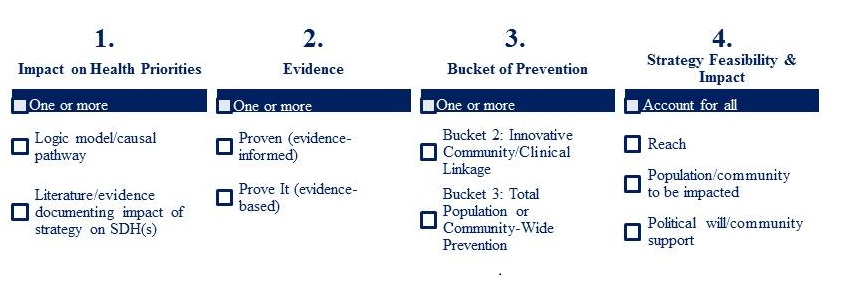 1.
Impact on Health Priorities
One or more
Logic model/causal
pathway
Literature/evidence
documenting impact of
strategy on SDH(s)
2.
Evidence
One or more
Proven (evidence-
informed)
Prove It (evidence-
based)
3.
Bucket of Prevention
One or more
Bucket 2: Innovative
Community/Clinical
Linkage
Bucket 3: Total
Population or
Community-Wide
Prevention
.
4.
Strategy Feasibility &
Impact
Account for all
Reach
Population/community
to be impacted
Political will/community
support